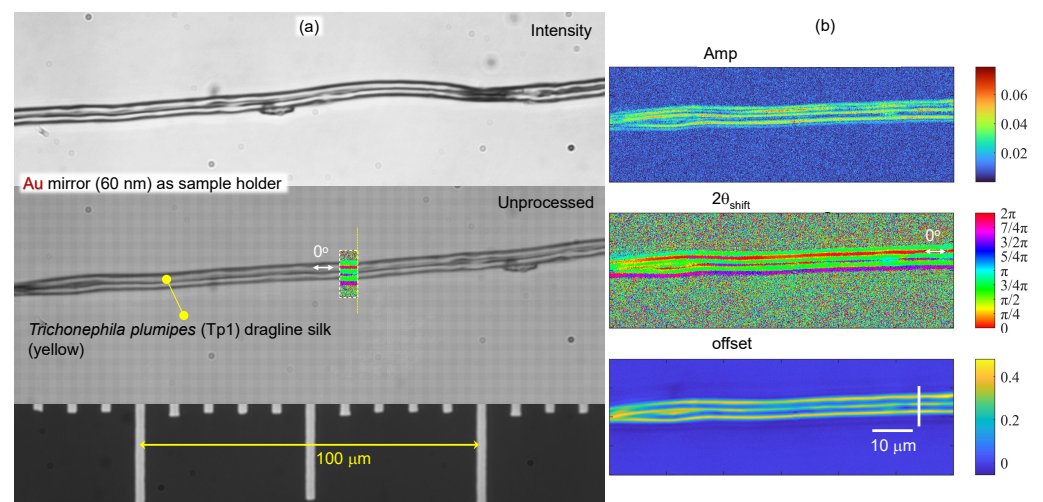 (a)
Intensity
Au mirror (60 nm) as sample holder
Unprocessed
0°
Trichonephila plumipes (Tp1) dragline silk
(yellow)
100 μm
(b)
Amp
0.06
0.04
0.02
2θshift
0°
2π
7/4π
3/2π
5/4π
π
3/4π
π/2
π/4
0
offset
10 μm
0.4
0.2
0